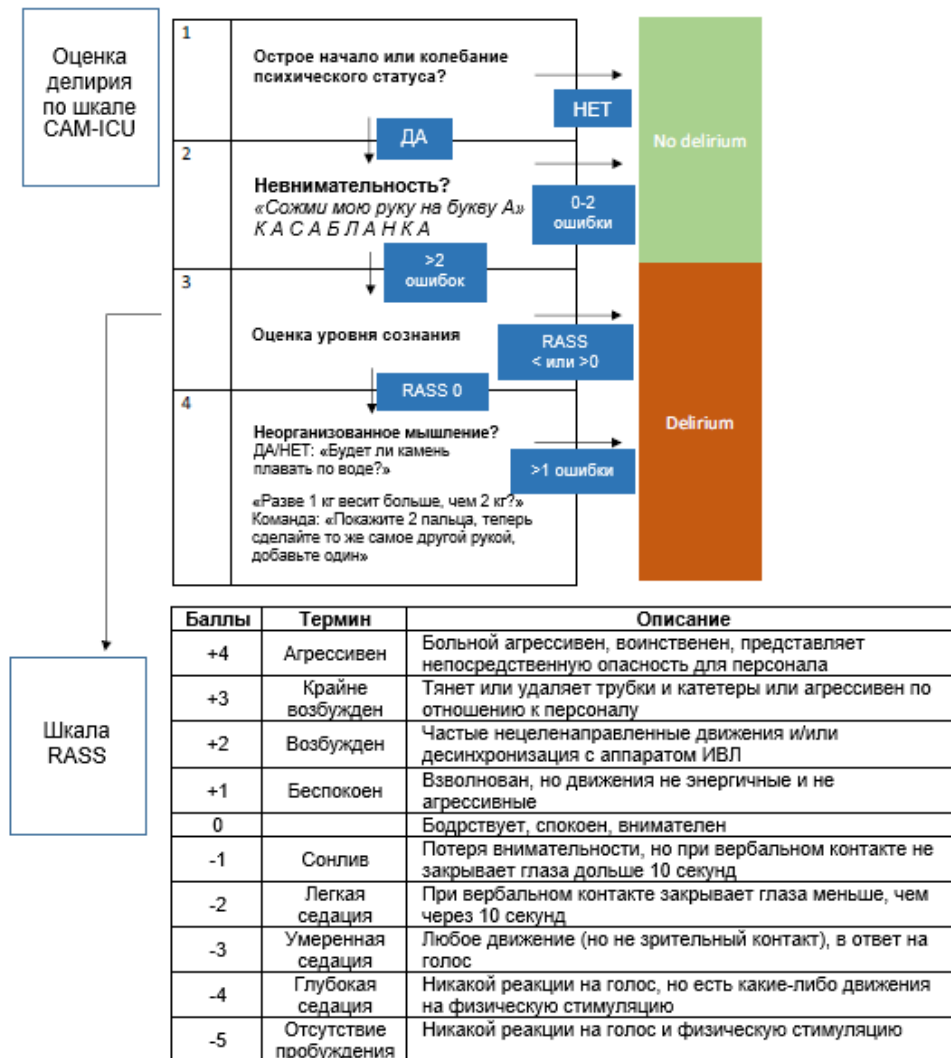 Оценка
делирия
по шкале
CAM-ICU
1
Острое начало или колебание
психического статуса?
НЕТ
ДА
No delirium
2
Невнимательность?
«Сожми мою руку на букву А»
К А С А Б Л А Н К А
0-2
ошибки
>2
ошибок
3
Оценка уровня сознания
RASS
< или >0
RASS 0
4
Неорганизованное мышление?
ДА/НЕТ: «Будет ли камень
плавать по воде?»
«Разве 1 кг весит больше, чем 2 кг?»
Команда: «Покажите 2 пальца, теперь
сделайте то же самое другой рукой,
добавьте один»
>1 ошибки
Delirium
Шкала
RASS
Баллы Термин Описание
+4 Агрессивен Больной агрессивен, воинственен, представляет
непосредственную опасность для персонала
+3 Крайне
возбужден Тянет или удаляет трубки и катетеры или агрессивен по
отношению к персоналу
+2 Возбужден Частые нецеленаправленные движения и/или
десинхронизация с аппаратом ИВЛ
+1 Беспокоен Взволнован, но движения не энергичные и не
агрессивные
0 Бодрствует, спокоен, внимателен
-1 Сонлив Потеря внимательности, но при вербальном контакте не
закрывает глаза дольше 10 секунд
-2 Легкая
седация При вербальном контакте закрывает глаза меньше, чем
через 10 секунд
-3 Умеренная
седация Любое движение (но не зрительный контакт), в ответ на
голос
-4 Глубокая
седация Никакой реакции на голос, но есть какие-либо движения
на физическую стимуляцию
-5 Отсутствие
пробуждения Никакой реакции на голос и физическую стимуляцию